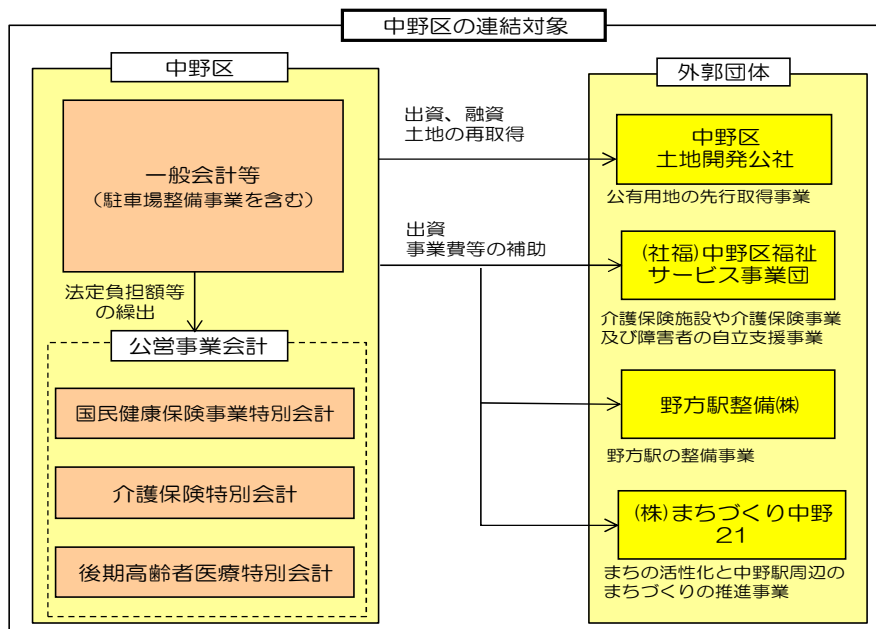 中野区の連結対象
中野区
一般会計等
（駐車場整備事業を含む）
法定負担額等
の繰出
公営事業会計
国民健康保険事業特別会計
介護保険特別会計
後期高齢者医療特別会計
出資、融資
土地の再取得
出資
事業費等の補助
外郭団体
中野区
土地開発公社
公有用地の先行取得事業
(社福)中野区福祉
サービス事業団
介護保険施設や介護保険事業
及び障害者の自立支援事業
野方駅整備㈱
野方駅の整備事業
(株)まちづくり中野
21
まちの活性化と中野駅周辺の
まちづくりの推進事業